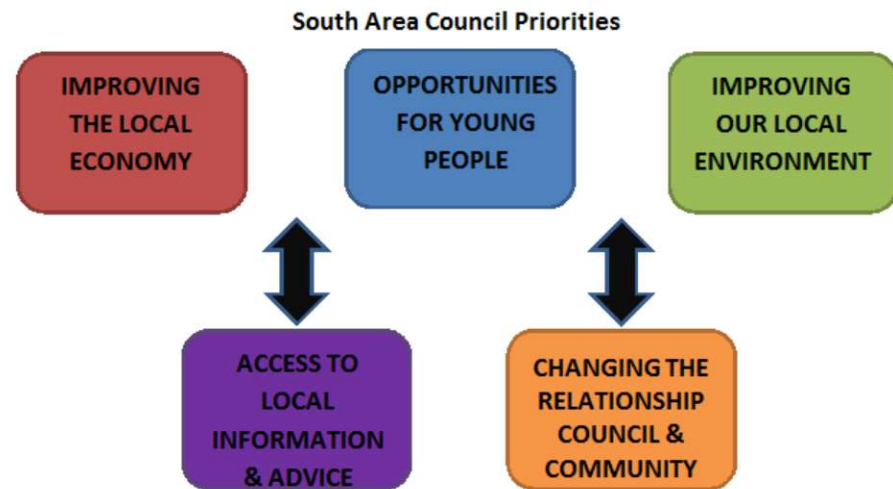 South Area Council Priorities
IMPROVING
THE LOCAL
ECONOMY
OPPORTUNITIES
FOR YOUNG
PEOPLE
IMPROVING
OUR LOCAL
ENVIRONMENT
ACCESS TO
LOCAL
INFORMATION
& ADVICE
CHANGING THE
RELATIONSHIP
COUNCIL &
COMMUNITY